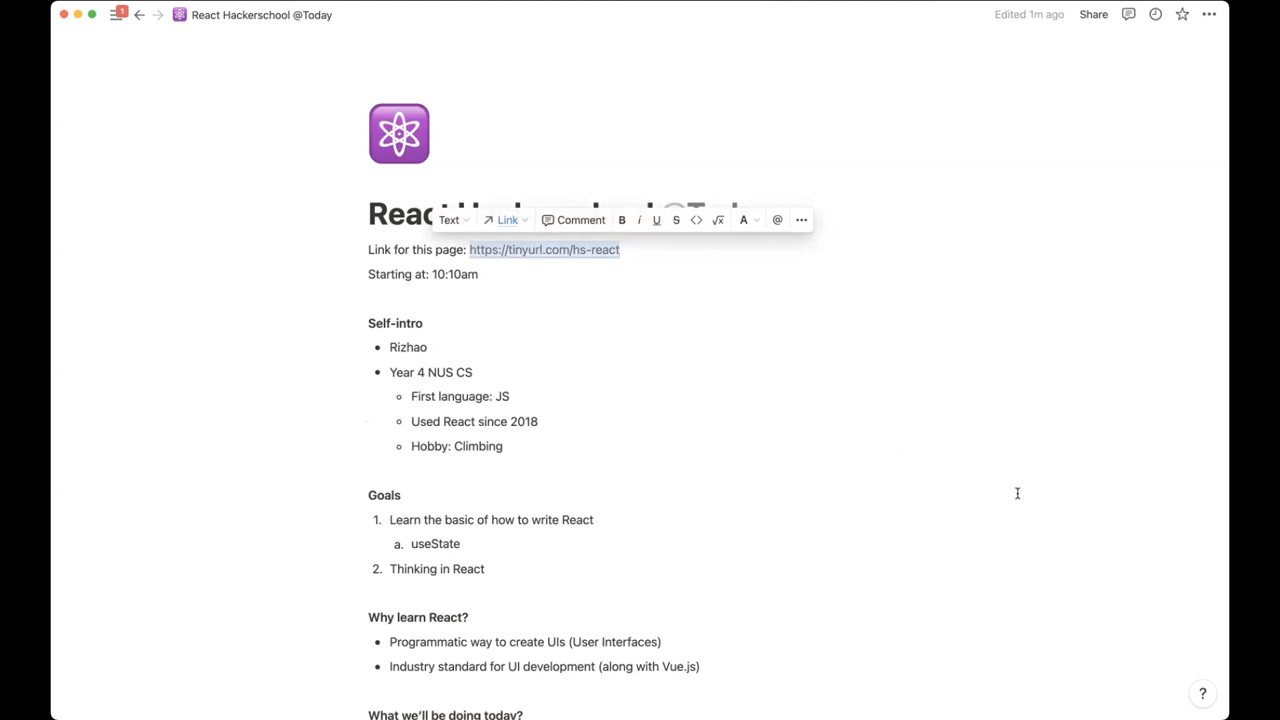 1
React Hackerschool @Today
Edited 1m ago
Share
React Hackerschool @Today
Text
Link
Comment
B i U S <> √x A @ •••
Link for this page: https://tinyurl.com/hs-react
Starting at: 10:10am
Self-intro
• Rizhao
• Year 4 NUS CS
◦ First language: JS
◦ Used React since 2018
◦ Hobby: Climbing
Goals
1. Learn the basic of how to write React
a. useState
2. Thinking in React
Why learn React?
• Programmatic way to create UIs (User Interfaces)
• Industry standard for UI development (along with Vue.js)
What we'll be doing today?
?